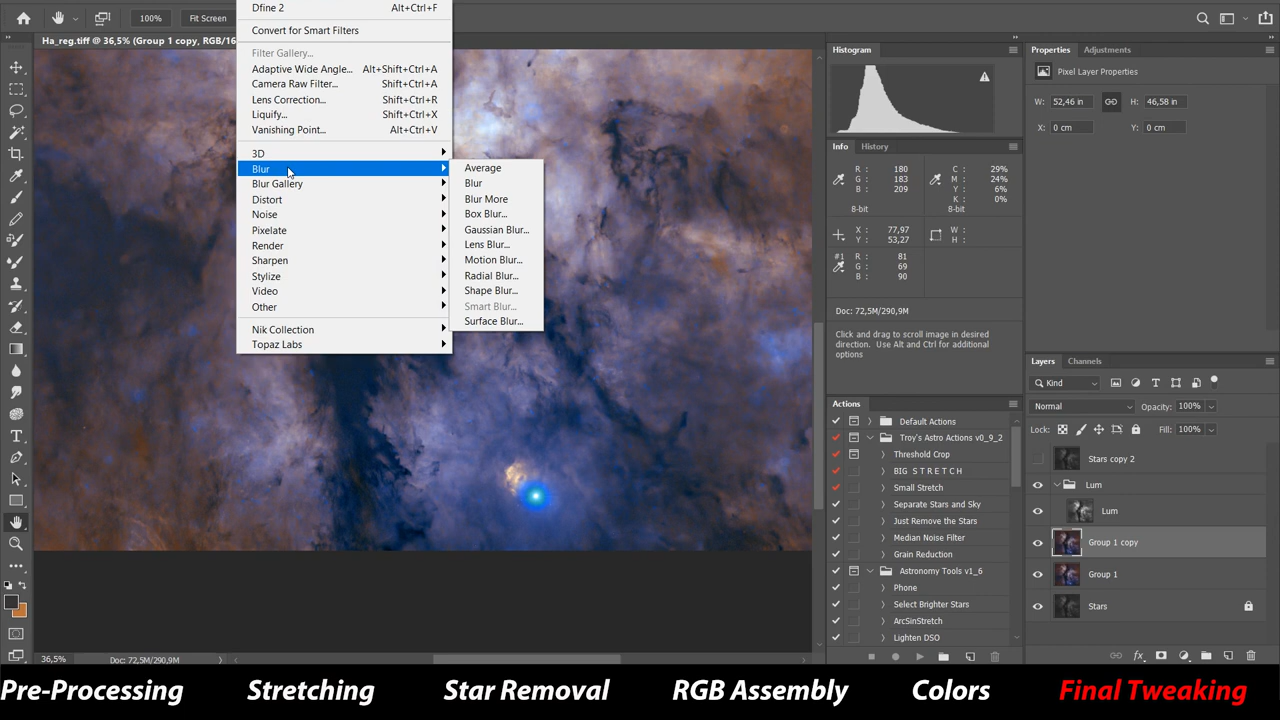 100%
Fit Screen
Ha_reg.tiff @ 36,5% (Group 1 copy, RGB/16
Dfine 2 Alt+Ctrl+F
Convert for Smart Filters
Filter Gallery...
Adaptive Wide Angle... Alt+Shift+Ctrl+A
Camera Raw Filter... Shift+Ctrl+A
Lens Correction... Shift+Ctrl+R
Liquify... Shift+Ctrl+X
Vanishing Point... Alt+Ctrl+V
3D
Blur
Blur Gallery
Distort
Noise
Pixelate
Render
Sharpen
Stylize
Video
Other
Nik Collection
Topaz Labs
Average
Blur
Blur More
Box Blur...
Gaussian Blur...
Lens Blur...
Motion Blur...
Radial Blur...
Shape Blur...
Smart Blur...
Surface Blur...
36,5%
Doc: 72,5M/290,9M
Histogram
Info History
R: 180 C: 29%
G: 183 M: 24%
B: 209 Y: 6%
K: 0%
8-bit 8-bit
X: 77,97 W:
Y: 53,27 H:
#1 R: 81
G: 69
B: 90
Doc: 72,5M/290,9M
Click and drag to scroll image in desired
direction. Use Alt and Ctrl for additional
options
Actions
Default Actions
Troy's Astro Actions v0_9_2
Threshold Crop
BIG S T R E T C H
Small Stretch
Separate Stars and Sky
Just Remove the Stars
Median Noise Filter
Grain Reduction
Astronomy Tools v1_6
Phone
Select Brighter Stars
ArcSinStretch
Lighten DSO
Properties Adjustments
Pixel Layer Properties
W: 52,46 in H: 46,58 in
X: 0 cm Y: 0 cm
Layers Channels
Kind
Normal Opacity: 100%
Lock: Fill: 100%
Stars copy 2
Lum
Lum
Group 1 copy
Group 1
Stars
Pre-Processing Stretching Star Removal RGB Assembly Colors Final Tweaking